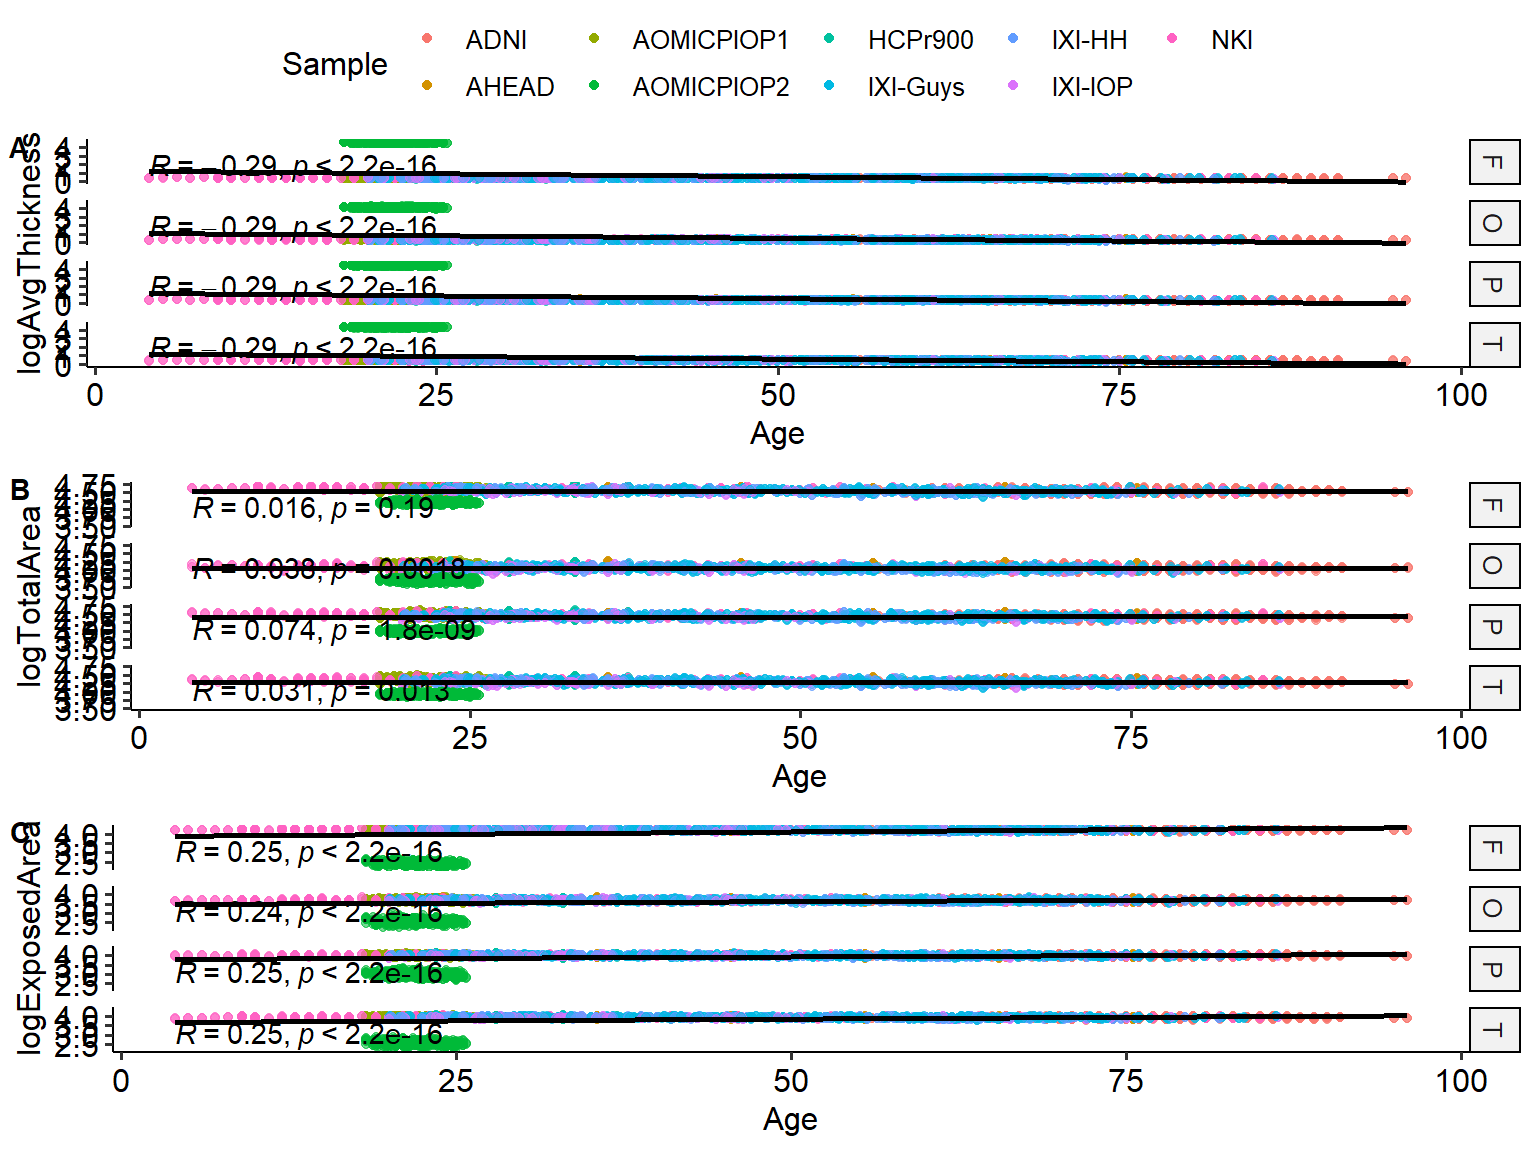 Sample
ADNI AOMICPIOP1 HCPr900 IXI-HH NKI
AHEAD AOMICPIOP2 IXI-Guys IXI-IOP
A
logAvgThickness
R = −0.29, p < 2.2e-16
F
R = −0.29, p < 2.2e-16
O
R = −0.29, p < 2.2e-16
P
R = −0.29, p < 2.2e-16
T
0 25 50 75 100
Age
B
logTotalArea
R = 0.016, p = 0.19
F
R = 0.038, p = 0.0018
O
R = 0.074, p = 1.8e-09
P
R = 0.031, p = 0.013
T
0 25 50 75 100
Age
C
logExposedArea
R = 0.25, p < 2.2e-16
F
R = 0.24, p < 2.2e-16
O
R = 0.25, p < 2.2e-16
P
R = 0.25, p < 2.2e-16
T
0 25 50 75 100
Age